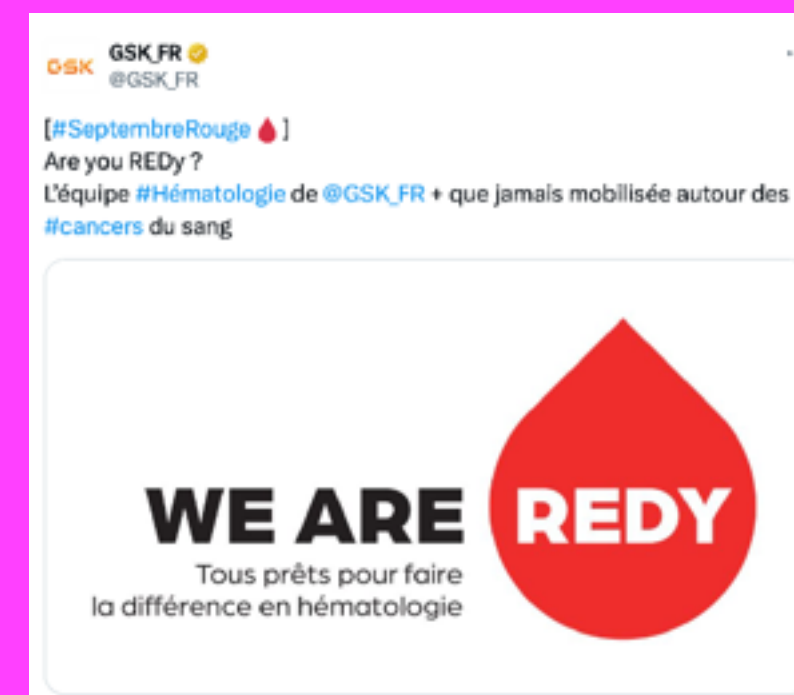 GSK GSK_FR
@GSK_FR
[#SeptembreRouge🩸]
Are you REDy ?
L'équipe #Hématologie de @GSK_FR + que jamais mobilisée autour des
#cancers du sang
WE ARE REDY
Tous prêts pour faire
la différence en hématologie